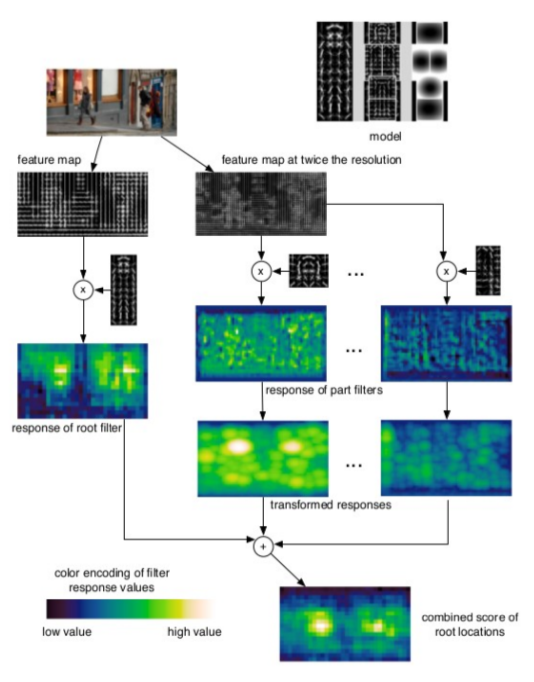 model
feature map
feature map at twice the resolution
x
x
x
...
...
response of part filters
response of root filter
...
transformed responses
+
color encoding of filter
response values
low value
high value
combined score of
root locations